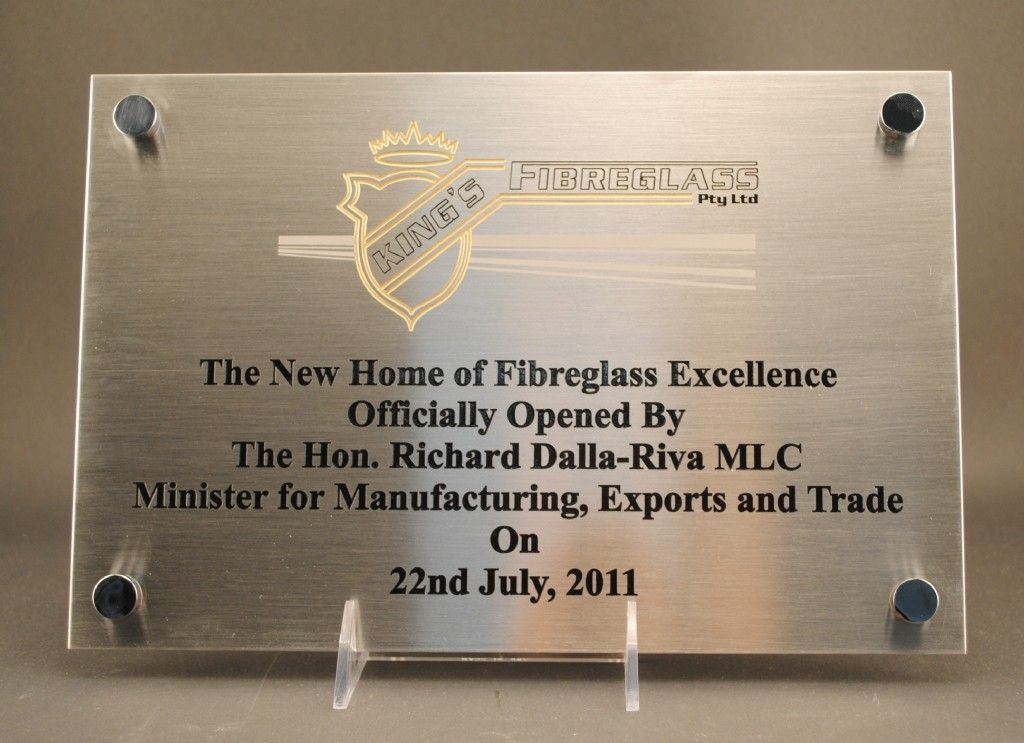 KING'S
FIBREGLASS
Pty Ltd
The New Home of Fibreglass Excellence
Officially Opened By
The Hon. Richard Dalla-Riva MLC
Minister for Manufacturing, Exports and Trade
On
22nd July, 2011